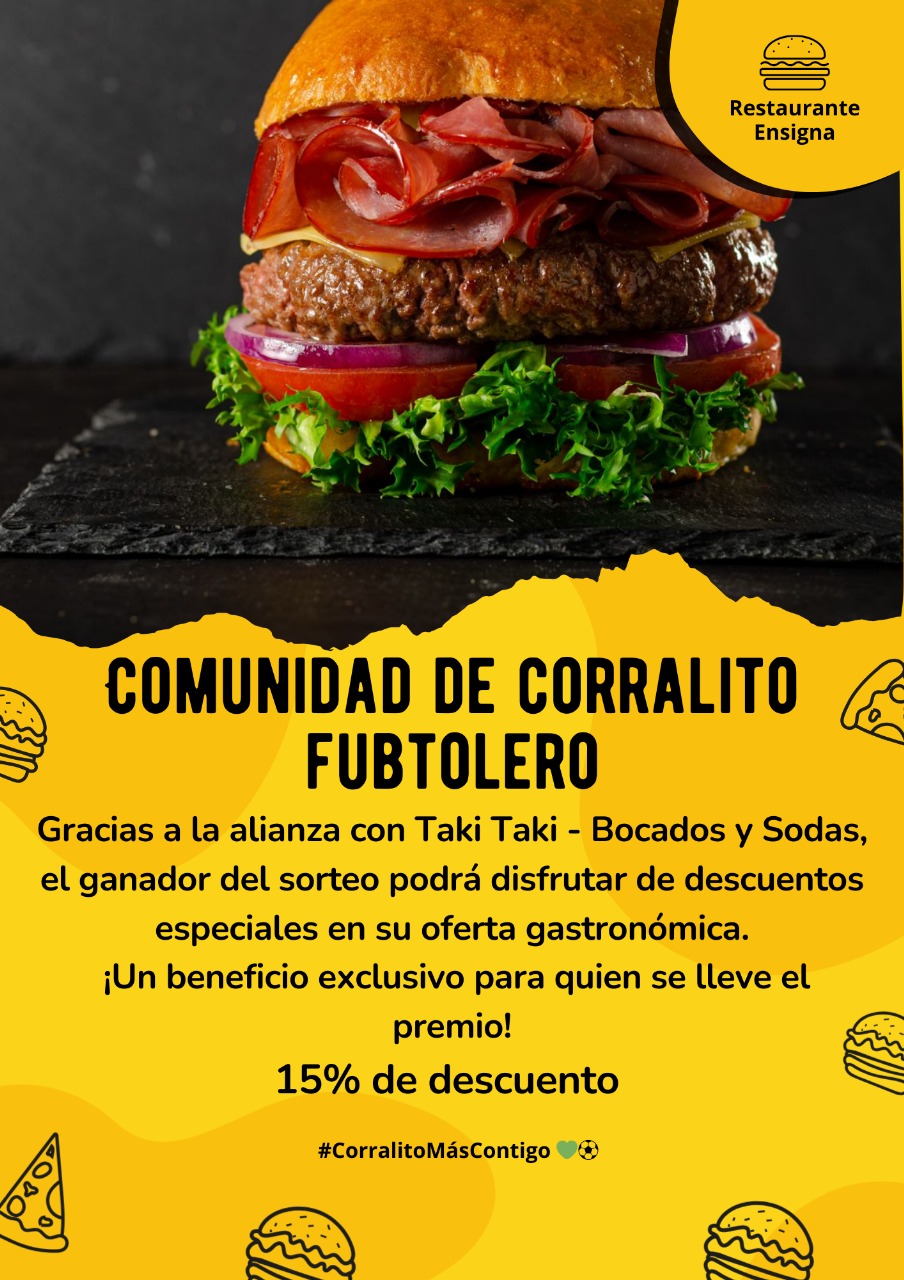 Restaurante
Ensigna
COMUNIDAD DE CORRALITO
FUBTOLERO
Gracias a la alianza con Taki Taki - Bocados y Sodas,
el ganador del sorteo podrá disfrutar de descuentos
especiales en su oferta gastronómica.
¡Un beneficio exclusivo para quien se lleve el
premio!
15% de descuento
#CorralitoMásContigo 💚⚽